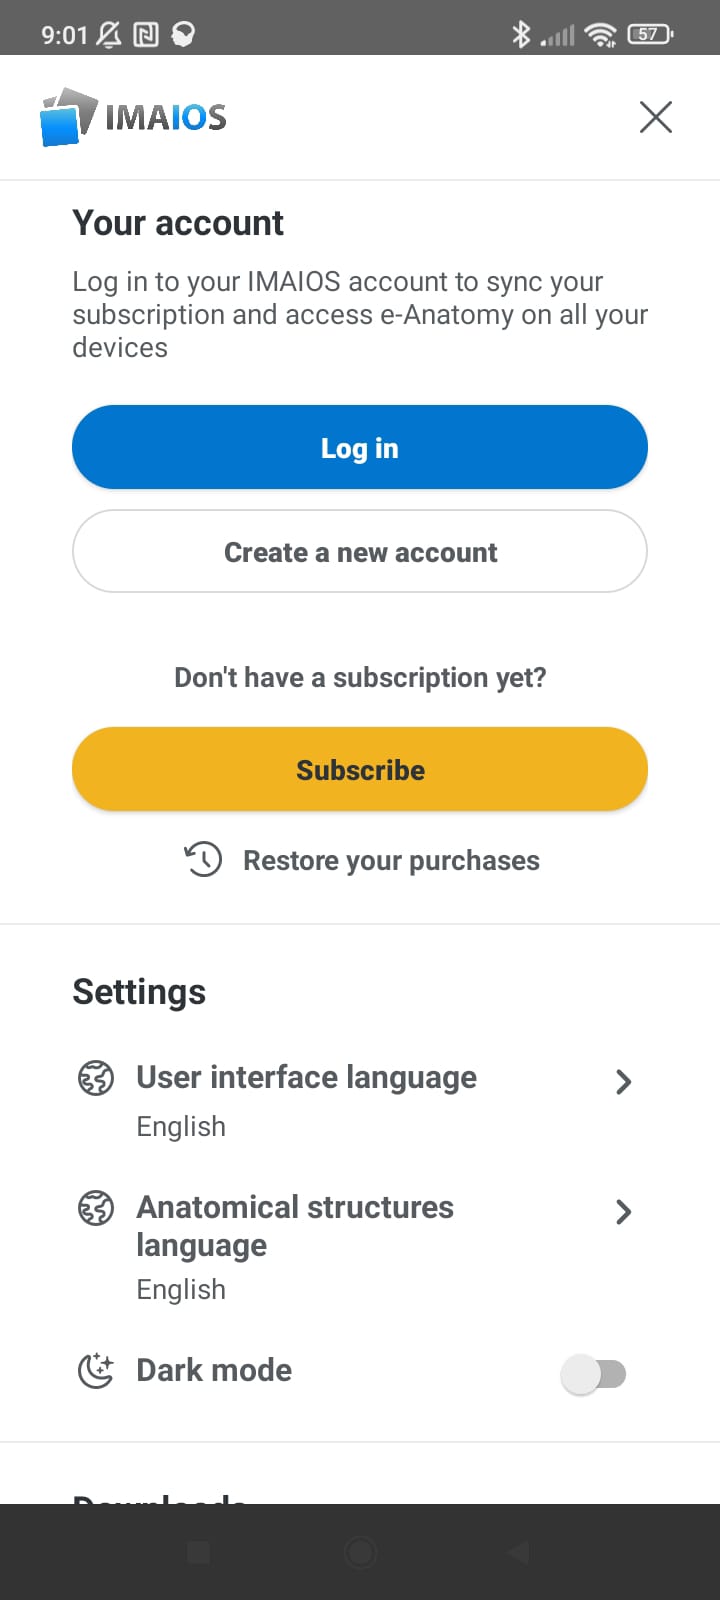 9:01
57
IMAIOS
Your account
Log in to your IMAIOS account to sync your
subscription and access e-Anatomy on all your
devices
Log in
Create a new account
Don't have a subscription yet?
Subscribe
Restore your purchases
Settings
User interface language
English
Anatomical structures
language
English
Dark mode